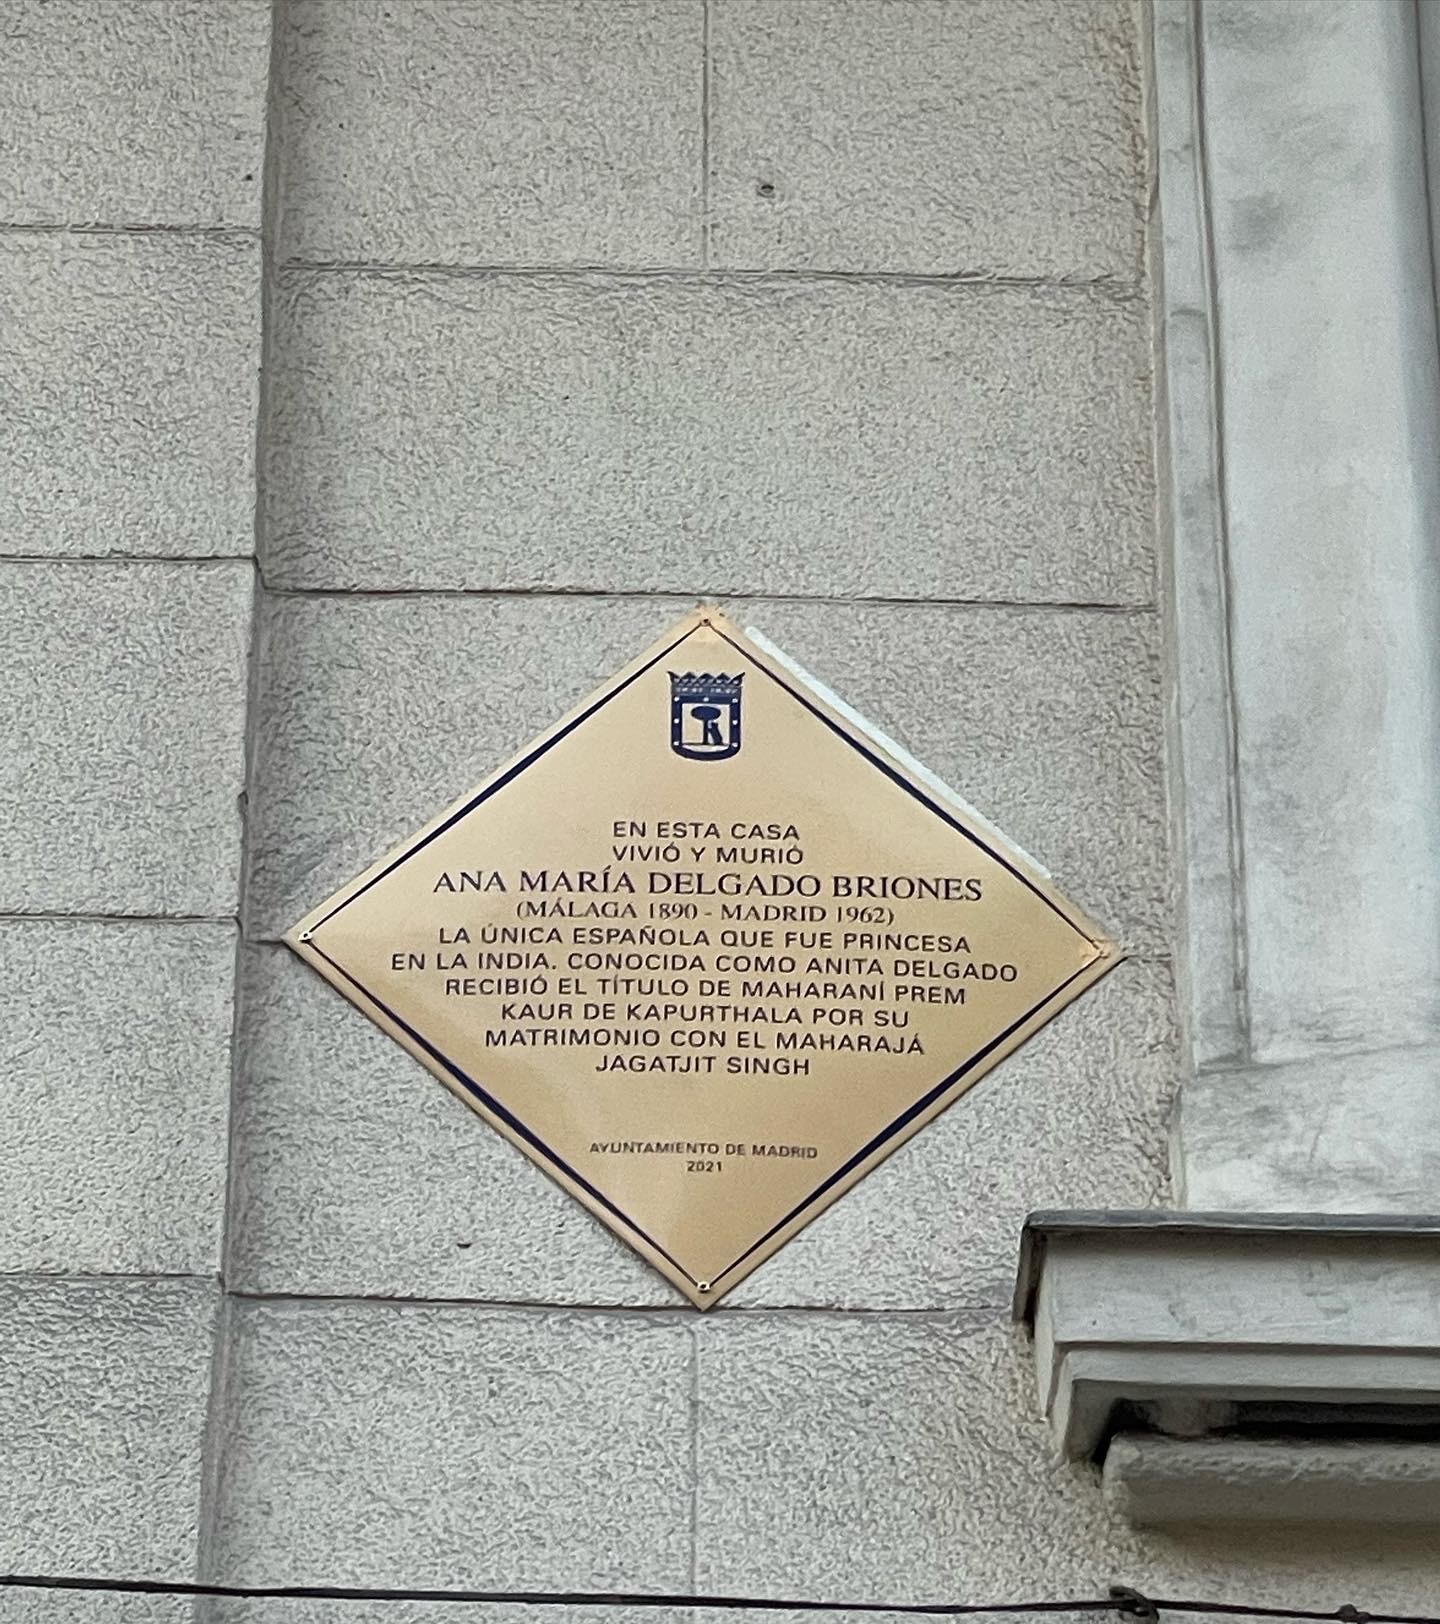 EN ESTA CASA
VIVIÓ Y MURIÓ
ANA MARÍA DELGADO BRIONES
(MÁLAGA 1890 - MADRID 1962)
LA ÚNICA ESPAÑOLA QUE FUE PRINCESA
EN LA INDIA. CONOCIDA COMO ANITA DELGADO
RECIBIÓ EL TÍTULO DE MAHARANÍ PREM
KAUR DE KAPURTHALA POR SU
MATRIMONIO CON EL MAHARAJÁ
JAGATJIT SINGH
AYUNTAMIENTO DE MADRID
2021